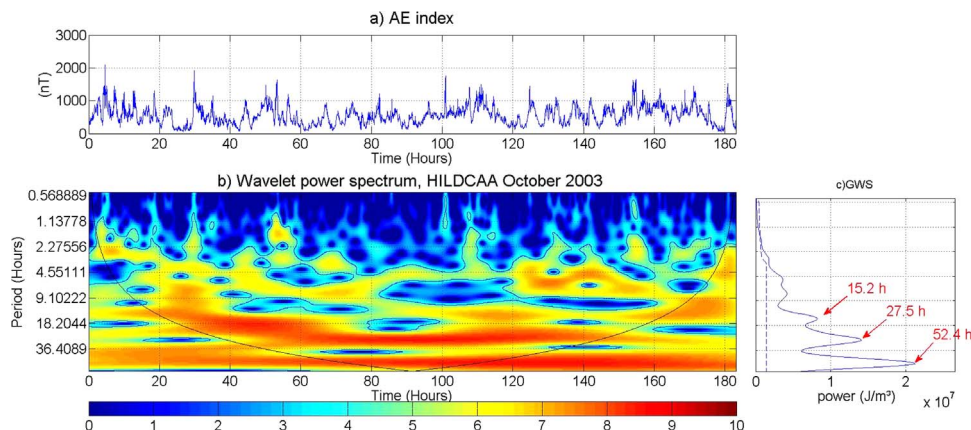 a) AE index
3000
2000
1000
0
(nT)
0 20 40 60 80 100 120 140 160 180
Time (Hours)
b) Wavelet power spectrum, HILDCAA October 2003
0.568889
1.13778
2.27556
4.55111
9.10222
18.2044
36.4089
Period (Hours)
0 20 40 60 80 100 120 140 160 180
Time (Hours)
0 1 2 3 4 5 6 7 8 9 10
c)GWS
15.2 h
27.5 h
52.4 h
0 1 2
power (J/m³)
x 10⁷